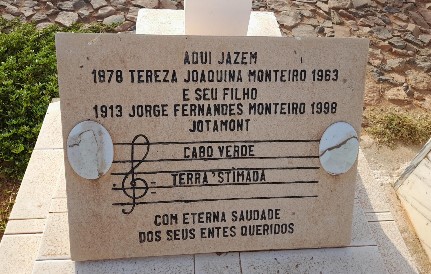 AQUI JAZEM
1878 TEREZA JOAQUINA MONTEIRO 1963
E SEU FILHO
1913 JORGE FERNANDES MONTEIRO 1998
JOTAMONT
CABO VERDE
TERRA 'STIMADA
COM ETERNA SAUDADE
DOS SEUS ENTES QUERIDOS